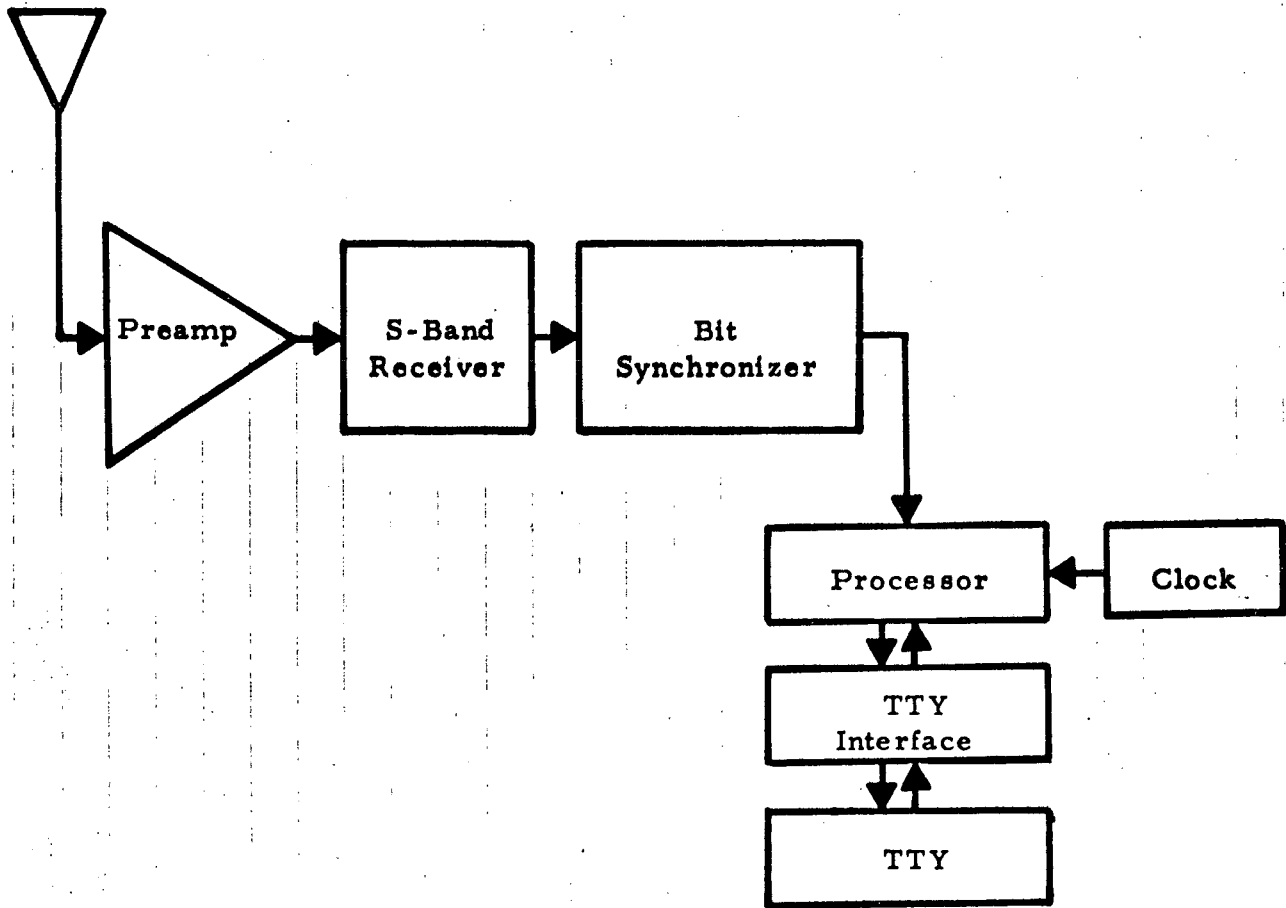 Preamp
S-Band
Receiver
Bit
Synchronizer
Processor
Clock
TTY
Interface
TTY